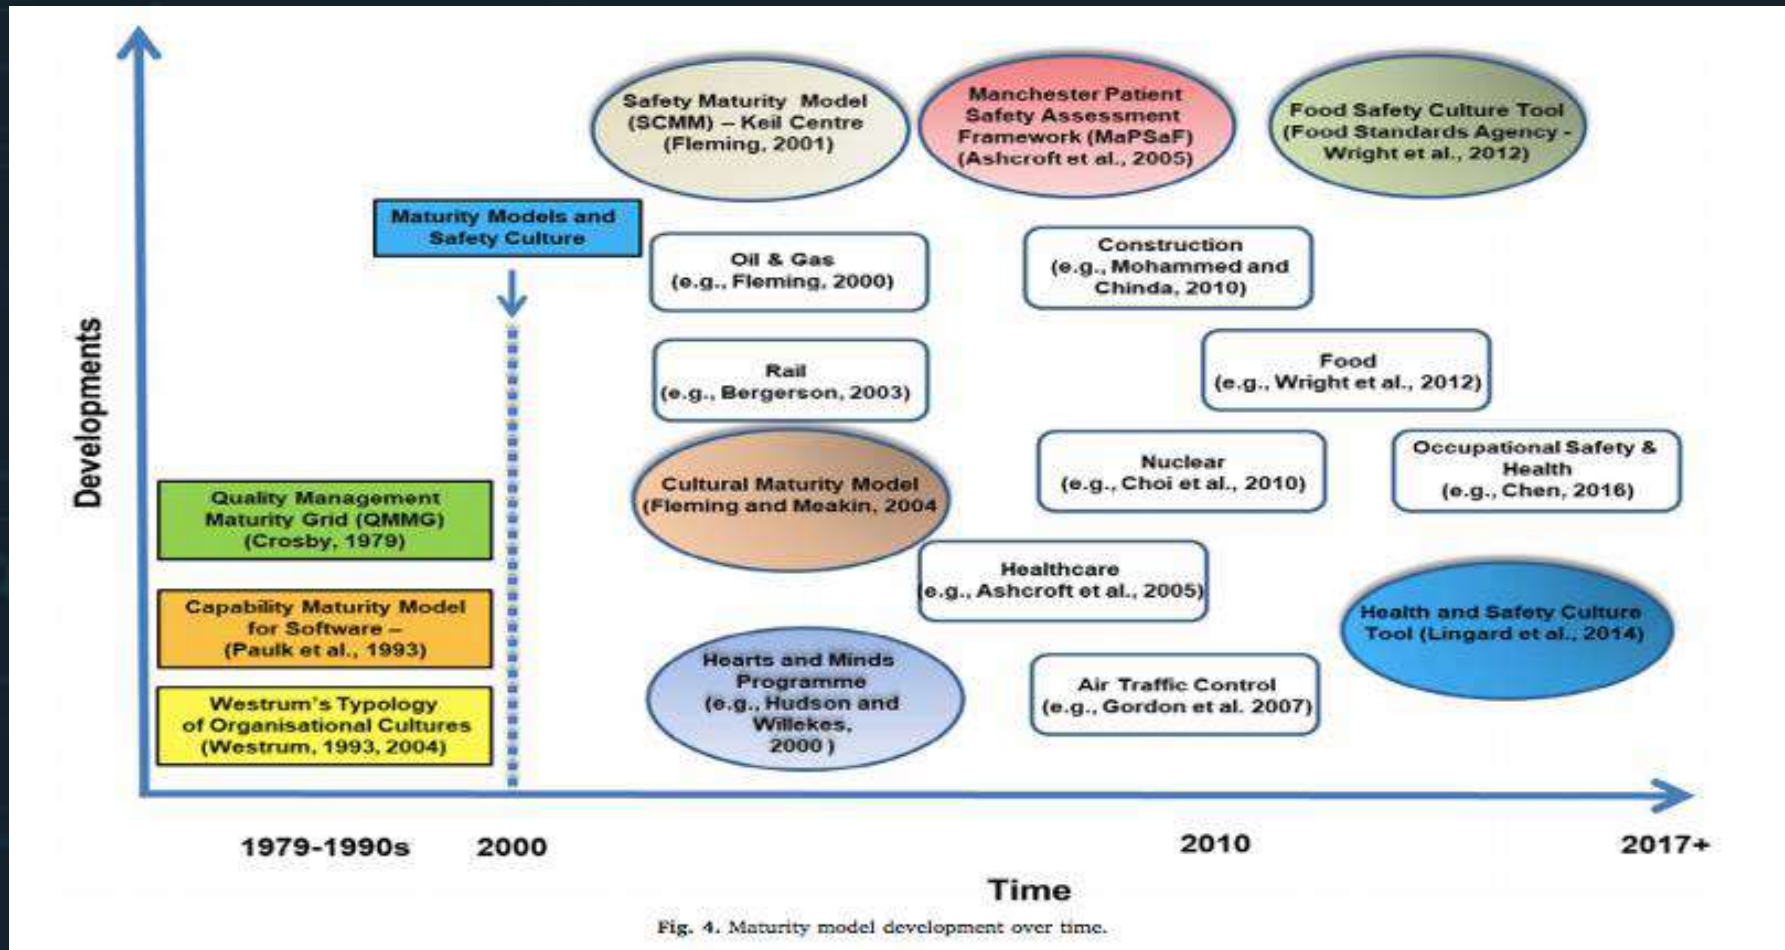 Safety Maturity Model
(SCMM) – Keil Centre
(Fleming, 2001)
Manchester Patient
Safety Assessment
Framework (MaPSaF)
(Ashcroft et al., 2005)
Food Safety Culture Tool
(Food Standards Agency -
Wright et al., 2012)
Maturity Models and
Safety Culture
Oil & Gas
(e.g., Fleming, 2000)
Construction
(e.g., Mohammed and
Chinda, 2010)
Rail
(e.g., Bergerson, 2003)
Food
(e.g., Wright et al., 2012)
Developments
Quality Management
Maturity Grid (QMMG)
(Crosby, 1979)
Cultural Maturity Model
(Fleming and Meakin, 2004
Nuclear
(e.g., Choi et al., 2010)
Occupational Safety &
Health
(e.g., Chen, 2016)
Capability Maturity Model
for Software –
(Paulk et al., 1993)
Healthcare
(e.g., Ashcroft et al., 2005)
Health and Safety Culture
Tool (Lingard et al., 2014)
Westrum's Typology
of Organisational Cultures
(Westrum, 1993, 2004)
Hearts and Minds
Programme
(e.g., Hudson and
Willekes,
2000 )
Air Traffic Control
(e.g., Gordon et al. 2007)
1979-1990s
2000
2010
2017+
Time
Fig. 4. Maturity model development over time.